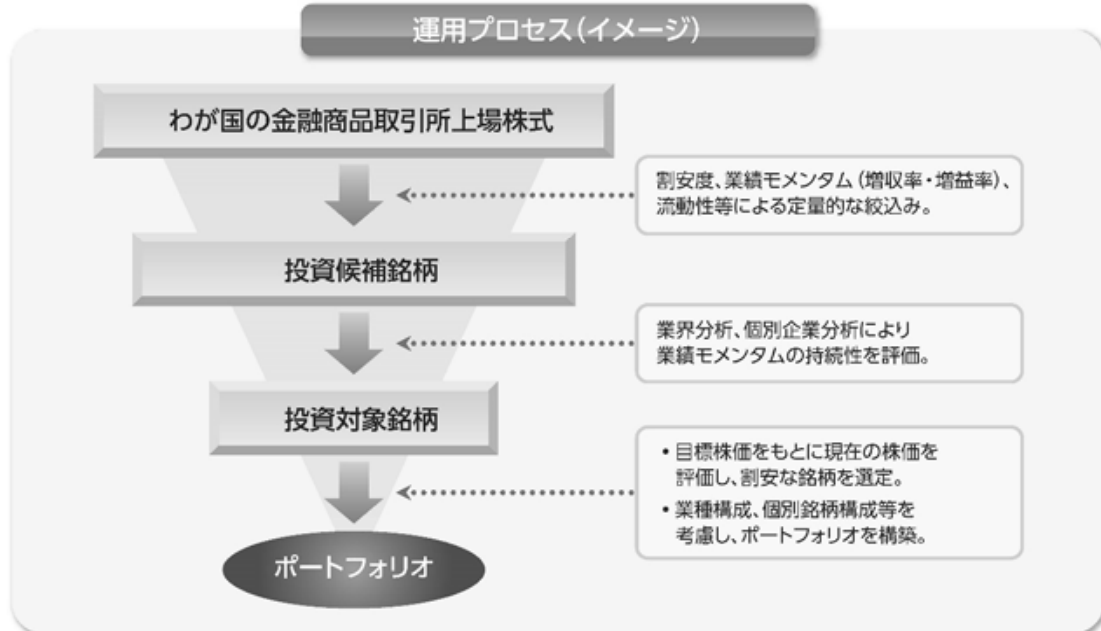 運用プロセス(イメージ)
わが国の金融商品取引所上場株式
割安度、業績モメンタム(増収率・増益率)、
流動性等による定量的な絞込み。
投資候補銘柄
業界分析、個別企業分析により
業績モメンタムの持続性を評価。
投資対象銘柄
・目標株価をもとに現在の株価を
評価し、割安な銘柄を選定。
・業種構成、個別銘柄構成等を
考慮し、ポートフォリオを構築。
ポートフォリオ